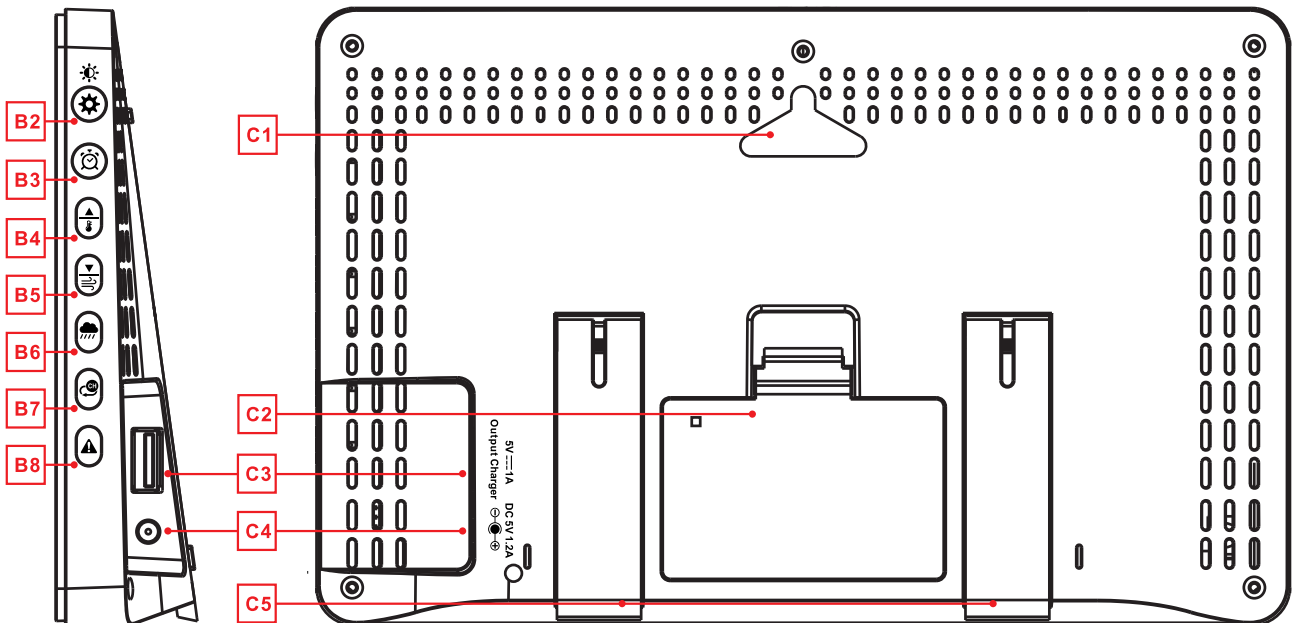 B2
B3
B4
B5
B6
B7
B8
CH
C1
C2
C3
C4
C5
5V⎓1A
Output Charger
DC 5V 1.2A
⊖ ⊕